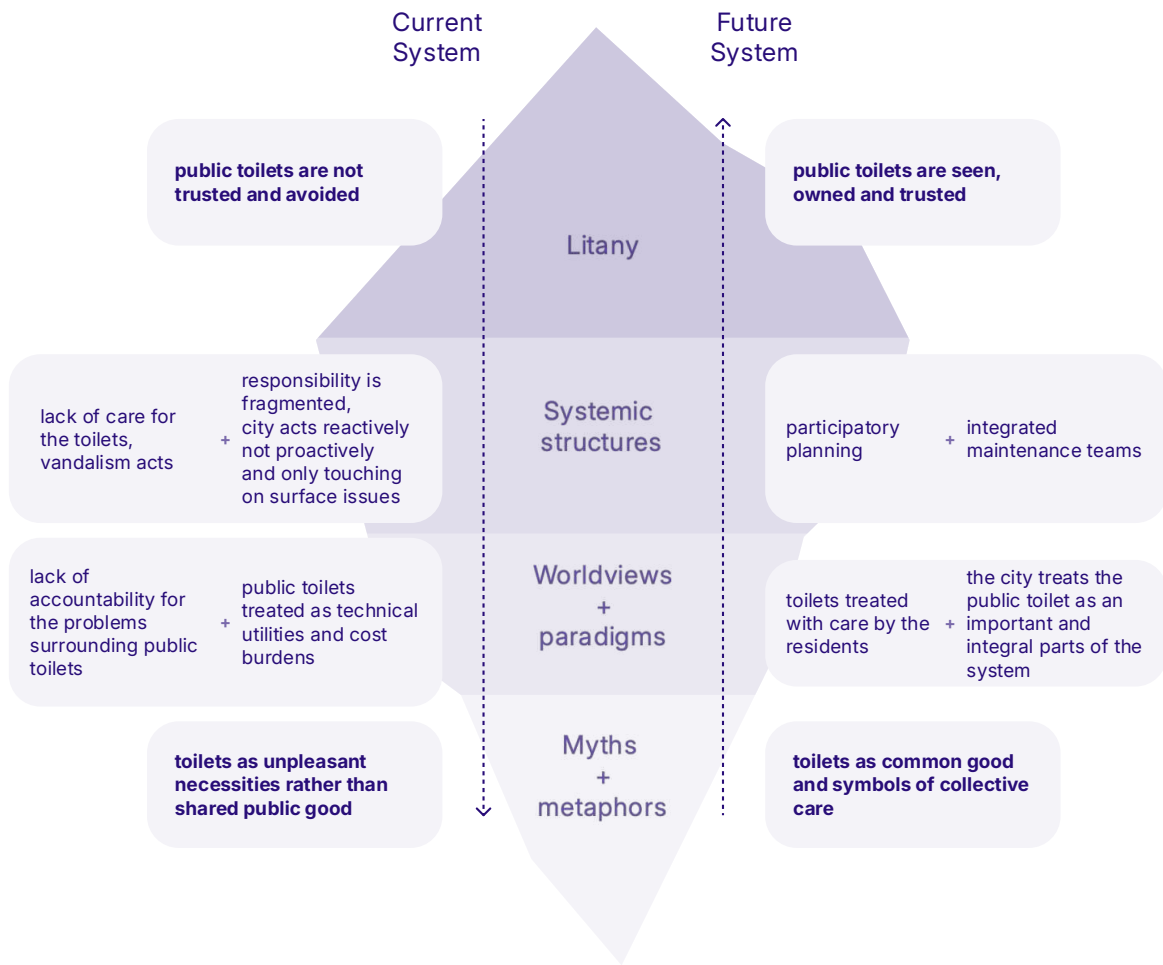 Current
System
Future
System
public toilets are not
trusted and avoided
Litany
public toilets are seen,
owned and trusted
lack of care for
the toilets,
vandalism acts
+
responsibility is
fragmented,
city acts reactively
not proactively
and only touching
on surface issues
Systemic
structures
participatory
planning
+
integrated
maintenance teams
lack of
accountability for
the problems
surrounding public
toilets
+
public toilets
treated as technical
utilities and cost
burdens
Worldviews
+
paradigms
toilets treated
with care by the
residents
+
the city treats the
public toilet as an
important and
integral parts of the
system
toilets as unpleasant
necessities rather than
shared public good
Myths
+
metaphors
toilets as common good
and symbols of collective
care